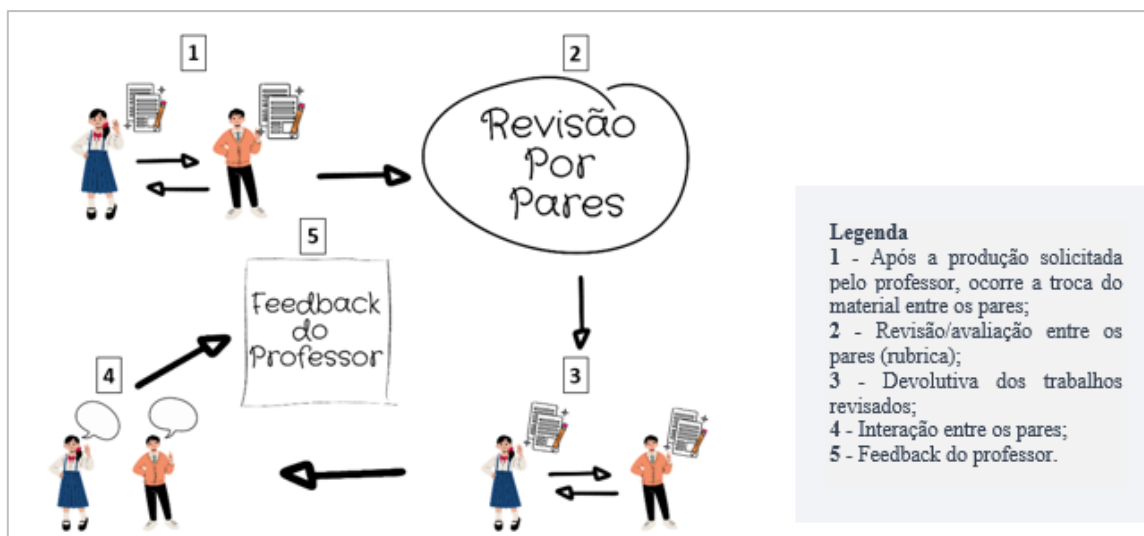 1
2
Revisão
Por
Pares
5
Feedback
do
Professor
4
3
Legenda
1 - Após a produção solicitada
pelo professor, ocorre a troca do
material entre os pares;
2 - Revisão/avaliação entre os
pares (rubrica);
3 - Devolutiva dos trabalhos
revisados;
4 - Interação entre os pares;
5 - Feedback do professor.